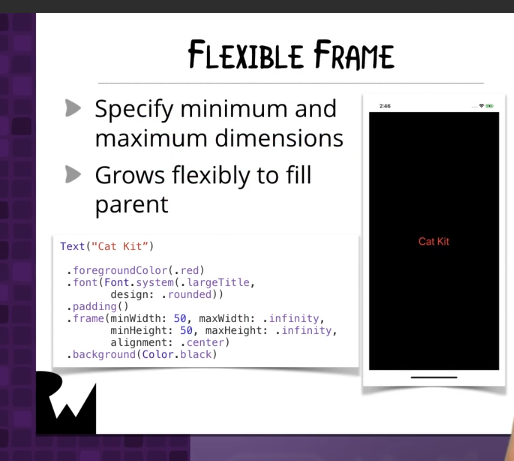 FLEXIBLE FRAME
Specify minimum and
maximum dimensions
Grows flexibly to fill
parent
Text("Cat Kit”)
.foregroundColor(.red)
.font(Font.system(.largeTitle,
design: .rounded))
.padding()
.frame(minWidth: 50, maxWidth: .infinity,
minHeight: 50, maxHeight: .infinity,
alignment: .center)
.background(Color.black)
2:46
Cat Kit